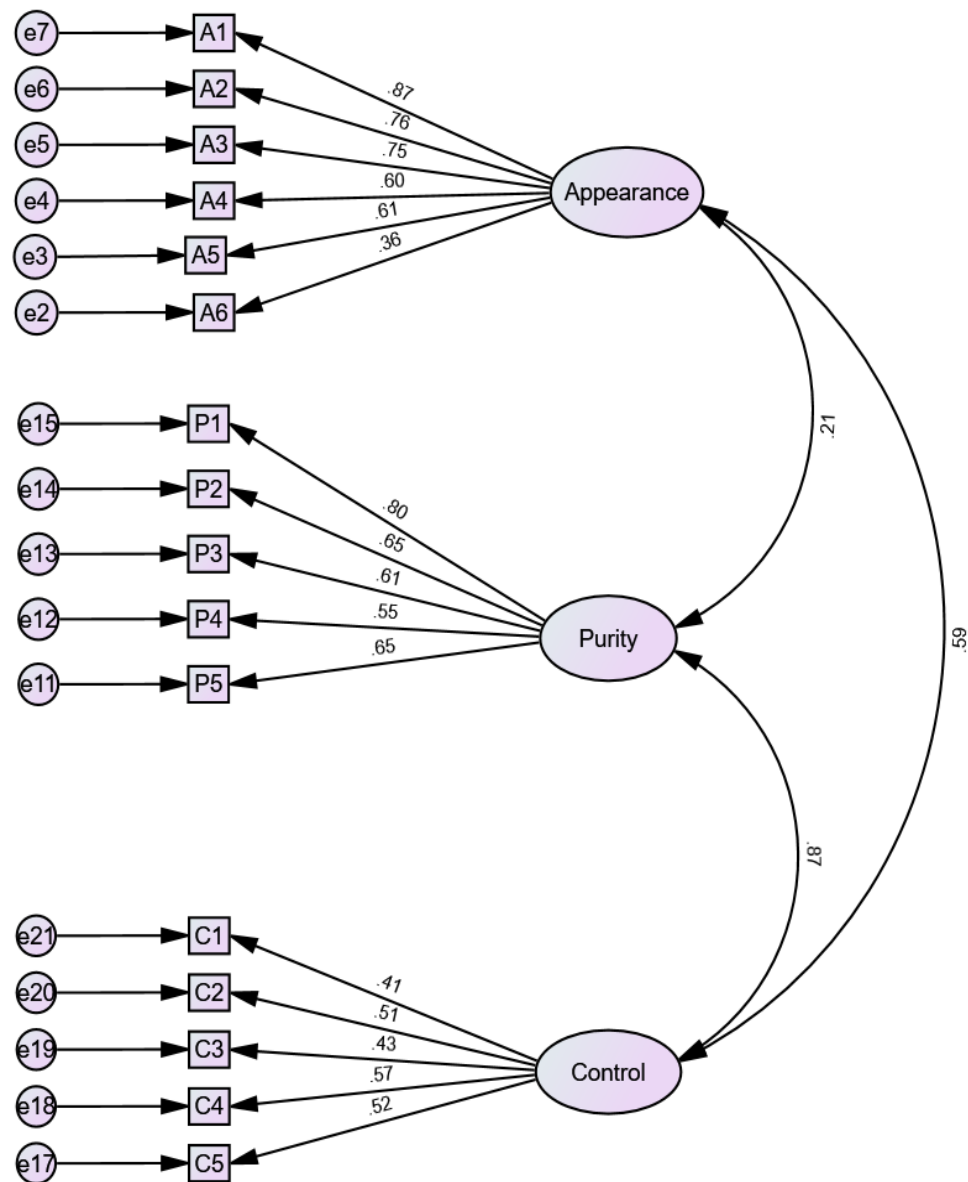 e7
A1
.87
e6
A2
.76
e5
A3
.75
e4
A4
.60
e3
A5
.61
e2
A6
.36
Appearance
.21
.59
e15
P1
.80
e14
P2
.65
e13
P3
.61
e12
P4
.55
e11
P5
.65
Purity
.87
e21
C1
.41
e20
C2
.51
e19
C3
.43
e18
C4
.57
e17
C5
.52
Control